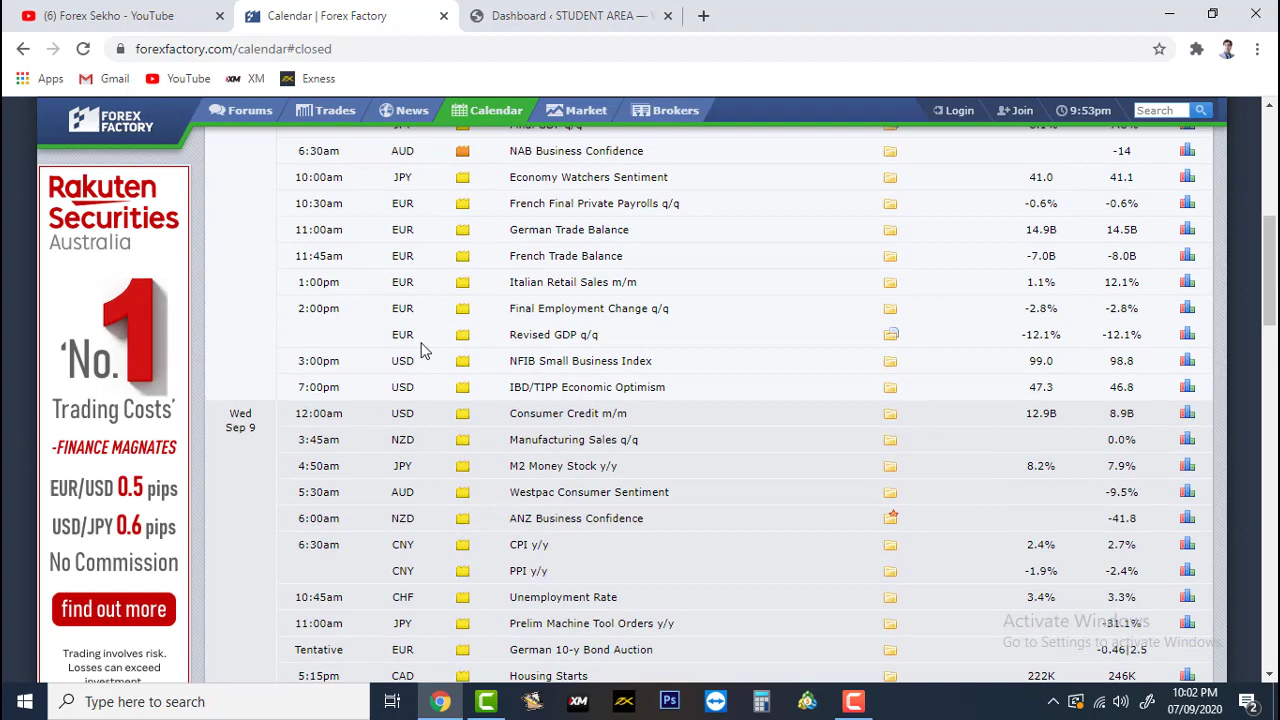 (6) Forex Sekho - YouTube
Calendar | Forex Factory
Dashboard ‹ STUDENT AREA —
forexfactory.com/calendar#closed
Apps Gmail YouTube XM Exness
FOREX FACTORY
Forums Trades News Calendar Market Brokers Login Join 9:53pm Search
6:30am AUD NAB Business Confidence -14
10:00am JPY Economy Watchers Sentiment 41.0 41.1
10:30am EUR French Final Private Payrolls q/q -0.6% -0.6%
11:00am EUR German Trade Balance 14.9B 14.5B
11:45am EUR French Trade Balance -7.0B -8.0B
1:00pm EUR Italian Retail Sales m/m 1.1% 12.1%
2:00pm EUR Final Employment Change q/q -2.8% -2.8%
EUR Revised GDP q/q -12.1% -12.1%
3:00pm USD NFIB Small Business Index 99.0 98.8
7:00pm USD IBD/TIPP Economic Optimism 47.3 46.8
Wed Sep 9
12:00am USD Consumer Credit m/m 12.9B 8.9B
3:45am NZD Manufacturing Sales q/q 0.0%
4:50am JPY M2 Money Stock y/y 8.2% 7.9%
5:30am AUD Westpac Consumer Sentiment -9.5%
6:00am NZD ANZ Business Confidence -41.8
6:30am CNY CPI y/y 2.4% 2.7%
CNY PPI y/y -1.9% -2.4%
10:45am CHF Unemployment Rate 3.4% 3.3%
11:00am JPY Prelim Machine Tool Orders y/y -31.1%
Tentative EUR German 10-y Bond Auction -0.46|2.5
5:15pm CAD Housing Starts 222K 246K
Rakuten
Securities
Australia
'No.1
Trading Costs'
-FINANCE MAGNATES
EUR/USD 0.5 pips
USD/JPY 0.6 pips
No Commission
find out more
Trading involves risk.
Losses can exceed
Activate Windows
Go to Settings to activate Windows.
Type here to search
XM
Ps
10:02 PM
07/09/2020
2